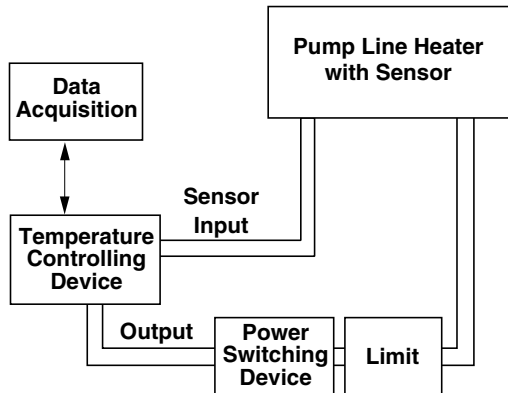 Pump Line Heater
with Sensor
Data
Acquisition
Sensor
Input
Temperature
Controlling
Device
Output
Power
Switching
Device
Limit